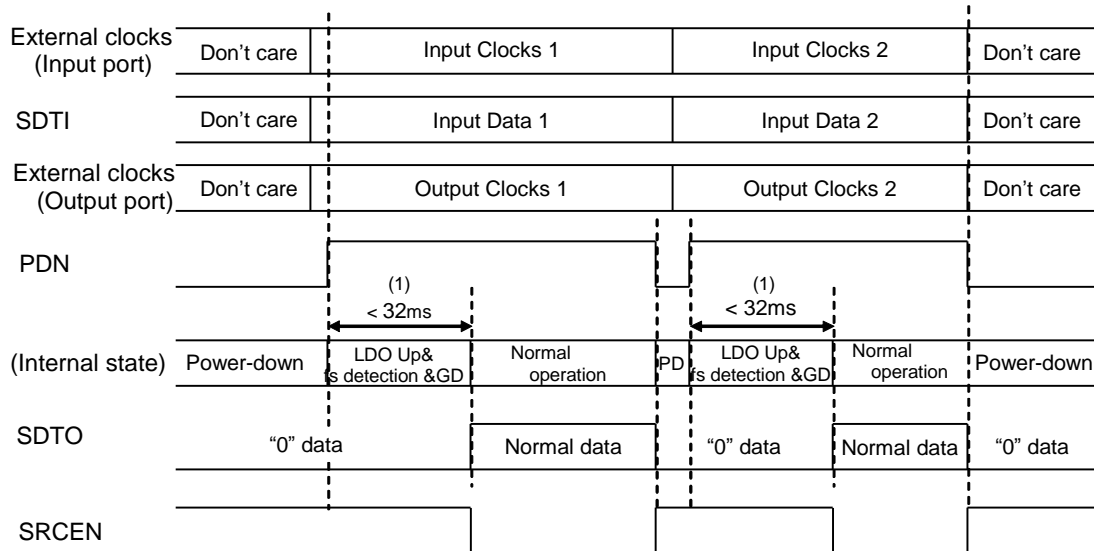 External clocks
(Input port)
Don’t care
Input Clocks 1
Input Clocks 2
Don’t care
SDTI
Don’t care
Input Data 1
Input Data 2
Don’t care
External clocks
(Output port)
Don’t care
Output Clocks 1
Output Clocks 2
Don’t care
PDN
(1)
< 32ms
(1)
< 32ms
(Internal state)
Power-down
LDO Up&
fs detection &GD
Normal
operation
PD
LDO Up&
fs detection &GD
Normal
operation
Power-down
SDTO
“0” data
Normal data
“0” data
Normal data
“0” data
SRCEN